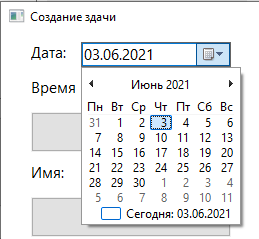 Создание здачи
Дата: 03.06.2021
Июнь 2021
Время
Пн Вт Ср Чт Пт Сб Вс
31 1 2 3 4 5 6
7 8 9 10 11 12 13
14 15 16 17 18 19 20
21 22 23 24 25 26 27
28 29 30 1 2 3 4
Имя:
5 6 7 8 9 10 11
Сегодня: 03.06.2021